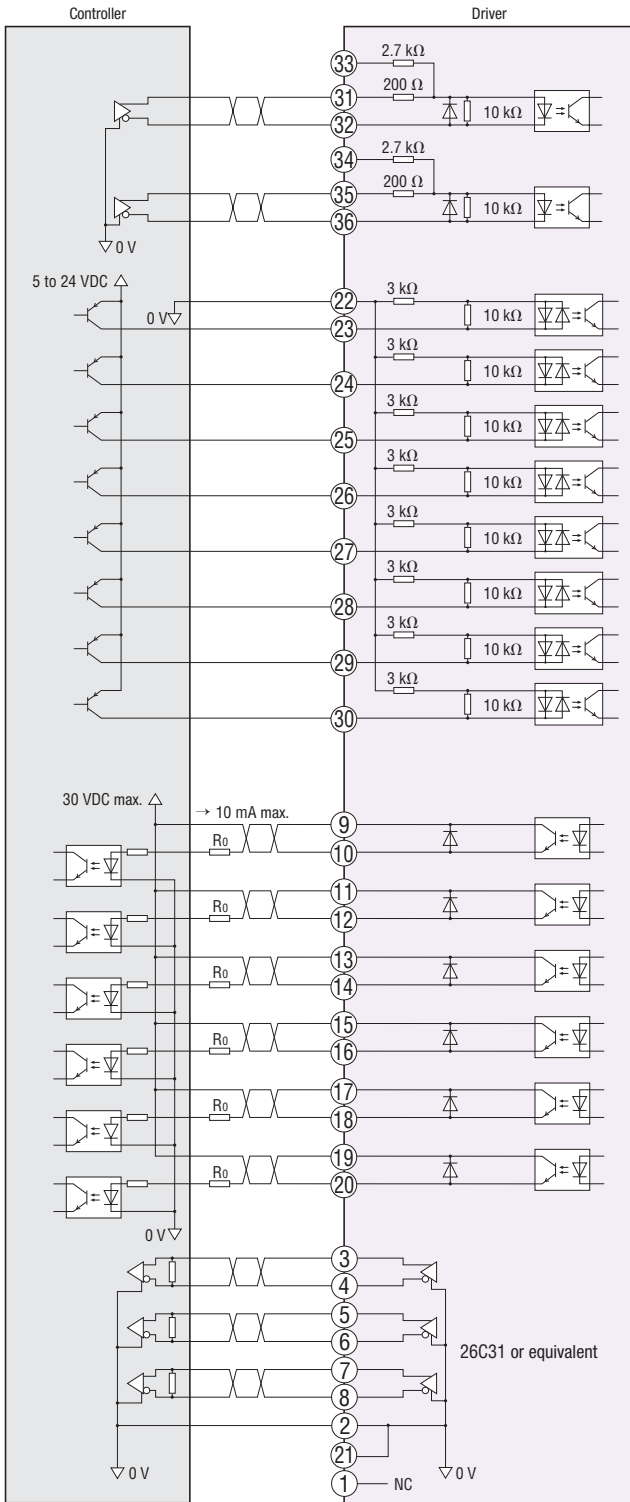 Controller
Driver
33
2.7 kΩ
31
200 Ω
32
10 kΩ
34
2.7 kΩ
35
200 Ω
36
10 kΩ
0 V
5 to 24 VDC
0 V
22
3 kΩ
23
10 kΩ
3 kΩ
24
10 kΩ
3 kΩ
25
10 kΩ
3 kΩ
26
10 kΩ
3 kΩ
27
10 kΩ
3 kΩ
28
10 kΩ
3 kΩ
29
10 kΩ
3 kΩ
30
10 kΩ
30 VDC max.
→ 10 mA max.
9
R0
10
11
R0
12
13
R0
14
15
R0
16
17
R0
18
19
R0
20
0 V
3
4
5
6
26C31 or equivalent
7
8
2
21
0 V
0 V
1
NC